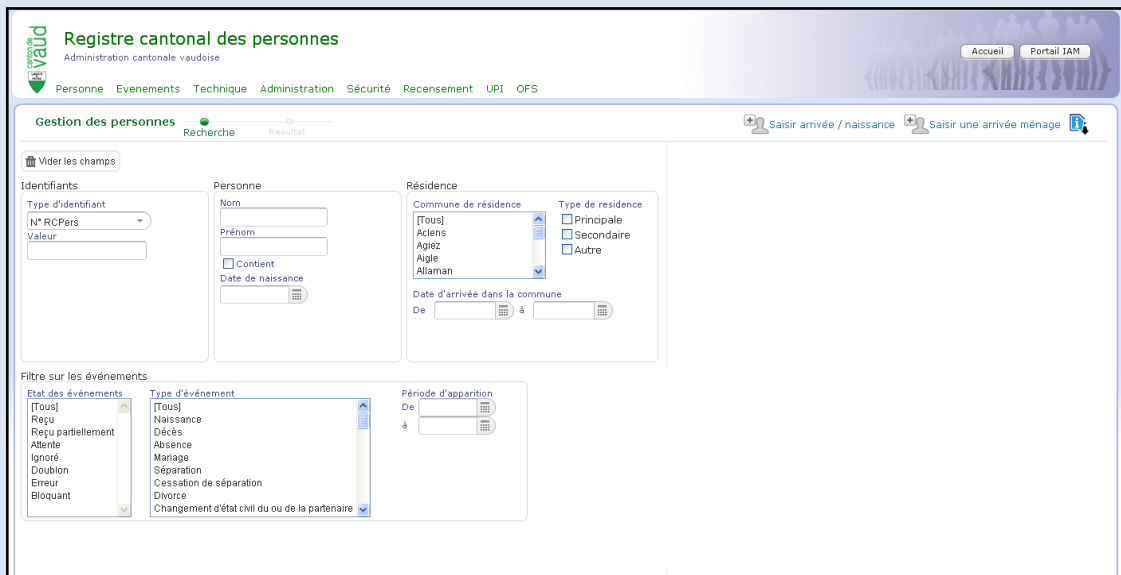 canton de
vaud
LIBERTÉ
ET
PATRIE
Registre cantonal des personnes
Administration cantonale vaudoise
Accueil
Portail IAM
Personne Evenements Technique Administration Sécurité Recensement UPI OFS
Gestion des personnes
Recherche
Resultat
Saisir arrivée / naissance
Saisir une arrivée ménage
Vider les champs
Identifiants
Type d'identifiant
N° RCPers
Valeur
Personne
Nom
Prénom
Contient
Date de naissance
Résidence
Commune de résidence
[Tous]
Aclens
Agiez
Aigle
Allaman
Type de residence
Principale
Secondaire
Autre
Date d'arrivée dans la commune
De à
Filtre sur les événements
Etat des événements
[Tous]
Reçu
Reçu partiellement
Attente
Ignoré
Doublon
Erreur
Bloquant
Type d'événement
[Tous]
Naissance
Décès
Absence
Mariage
Séparation
Cessation de séparation
Divorce
Changement d'état civil du ou de la partenaire
Période d'apparition
De
à